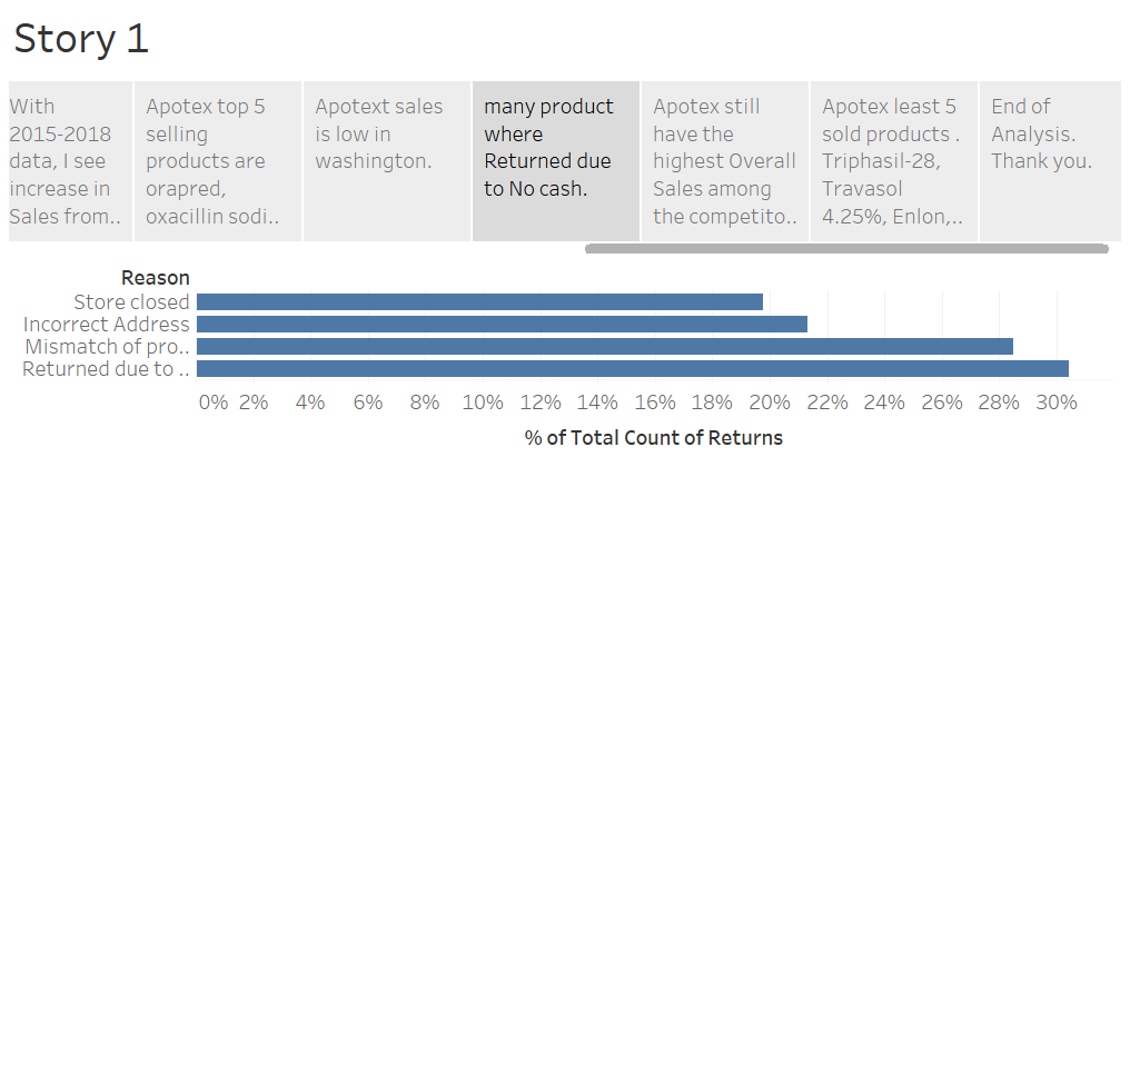 Story 1
With
2015-2018
data, I see
increase in
Sales from..
Apotex top 5
selling
products are
orapred,
oxacillin sodi..
Apotext sales
is low in
washington.
many product
where
Returned due
to No cash.
Apotex still
have the
highest Overall
Sales among
the competito..
Apotex least 5
sold products .
Triphasil-28,
Travasol
4.25%, Enlon,..
End of
Analysis.
Thank you.
Reason
Store closed
Incorrect Address
Mismatch of pro..
Returned due to ..
0% 2% 4% 6% 8% 10% 12% 14% 16% 18% 20% 22% 24% 26% 28% 30%
% of Total Count of Returns